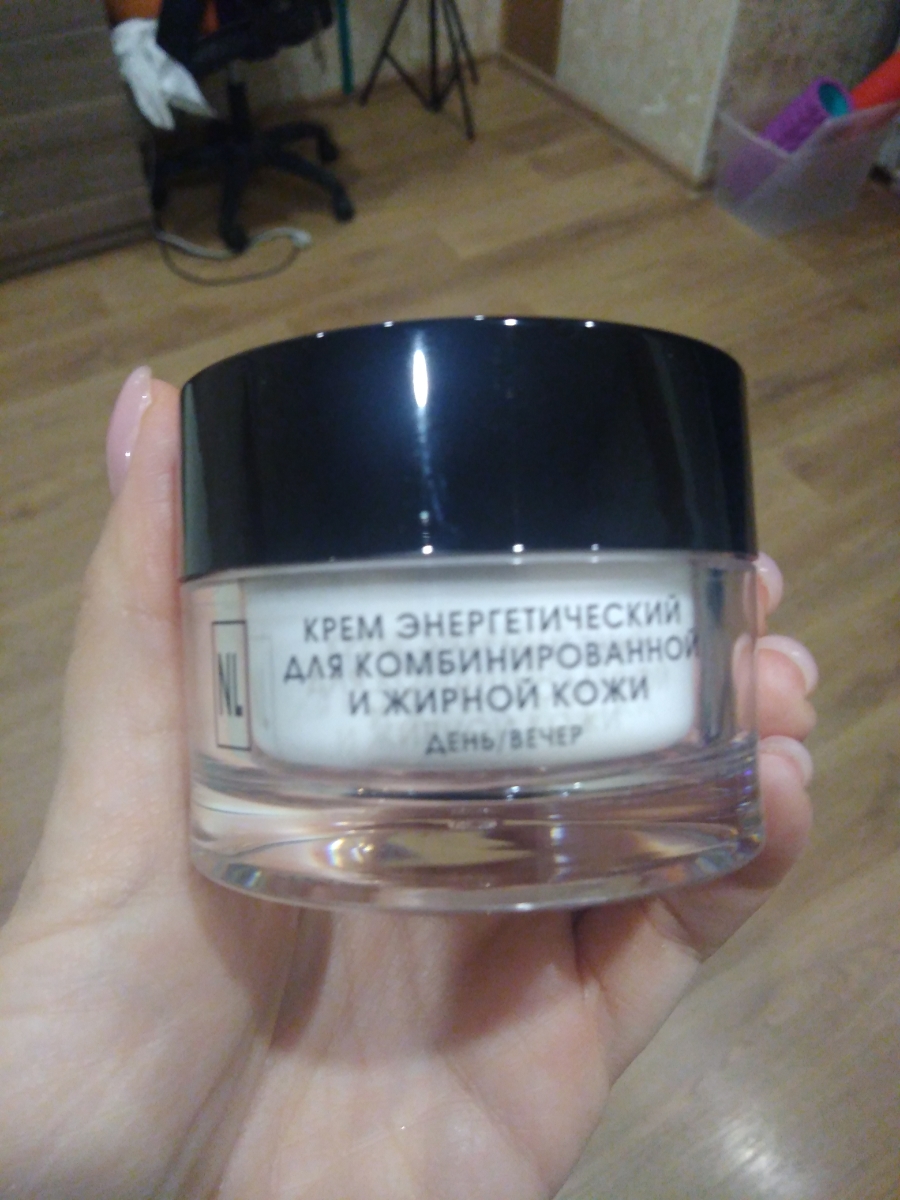 NL
КРЕМ ЭНЕРГЕТИЧЕСКИЙ
ДЛЯ КОМБИНИРОВАННОЙ
И ЖИРНОЙ КОЖИ
ДЕНЬ/ВЕЧЕР